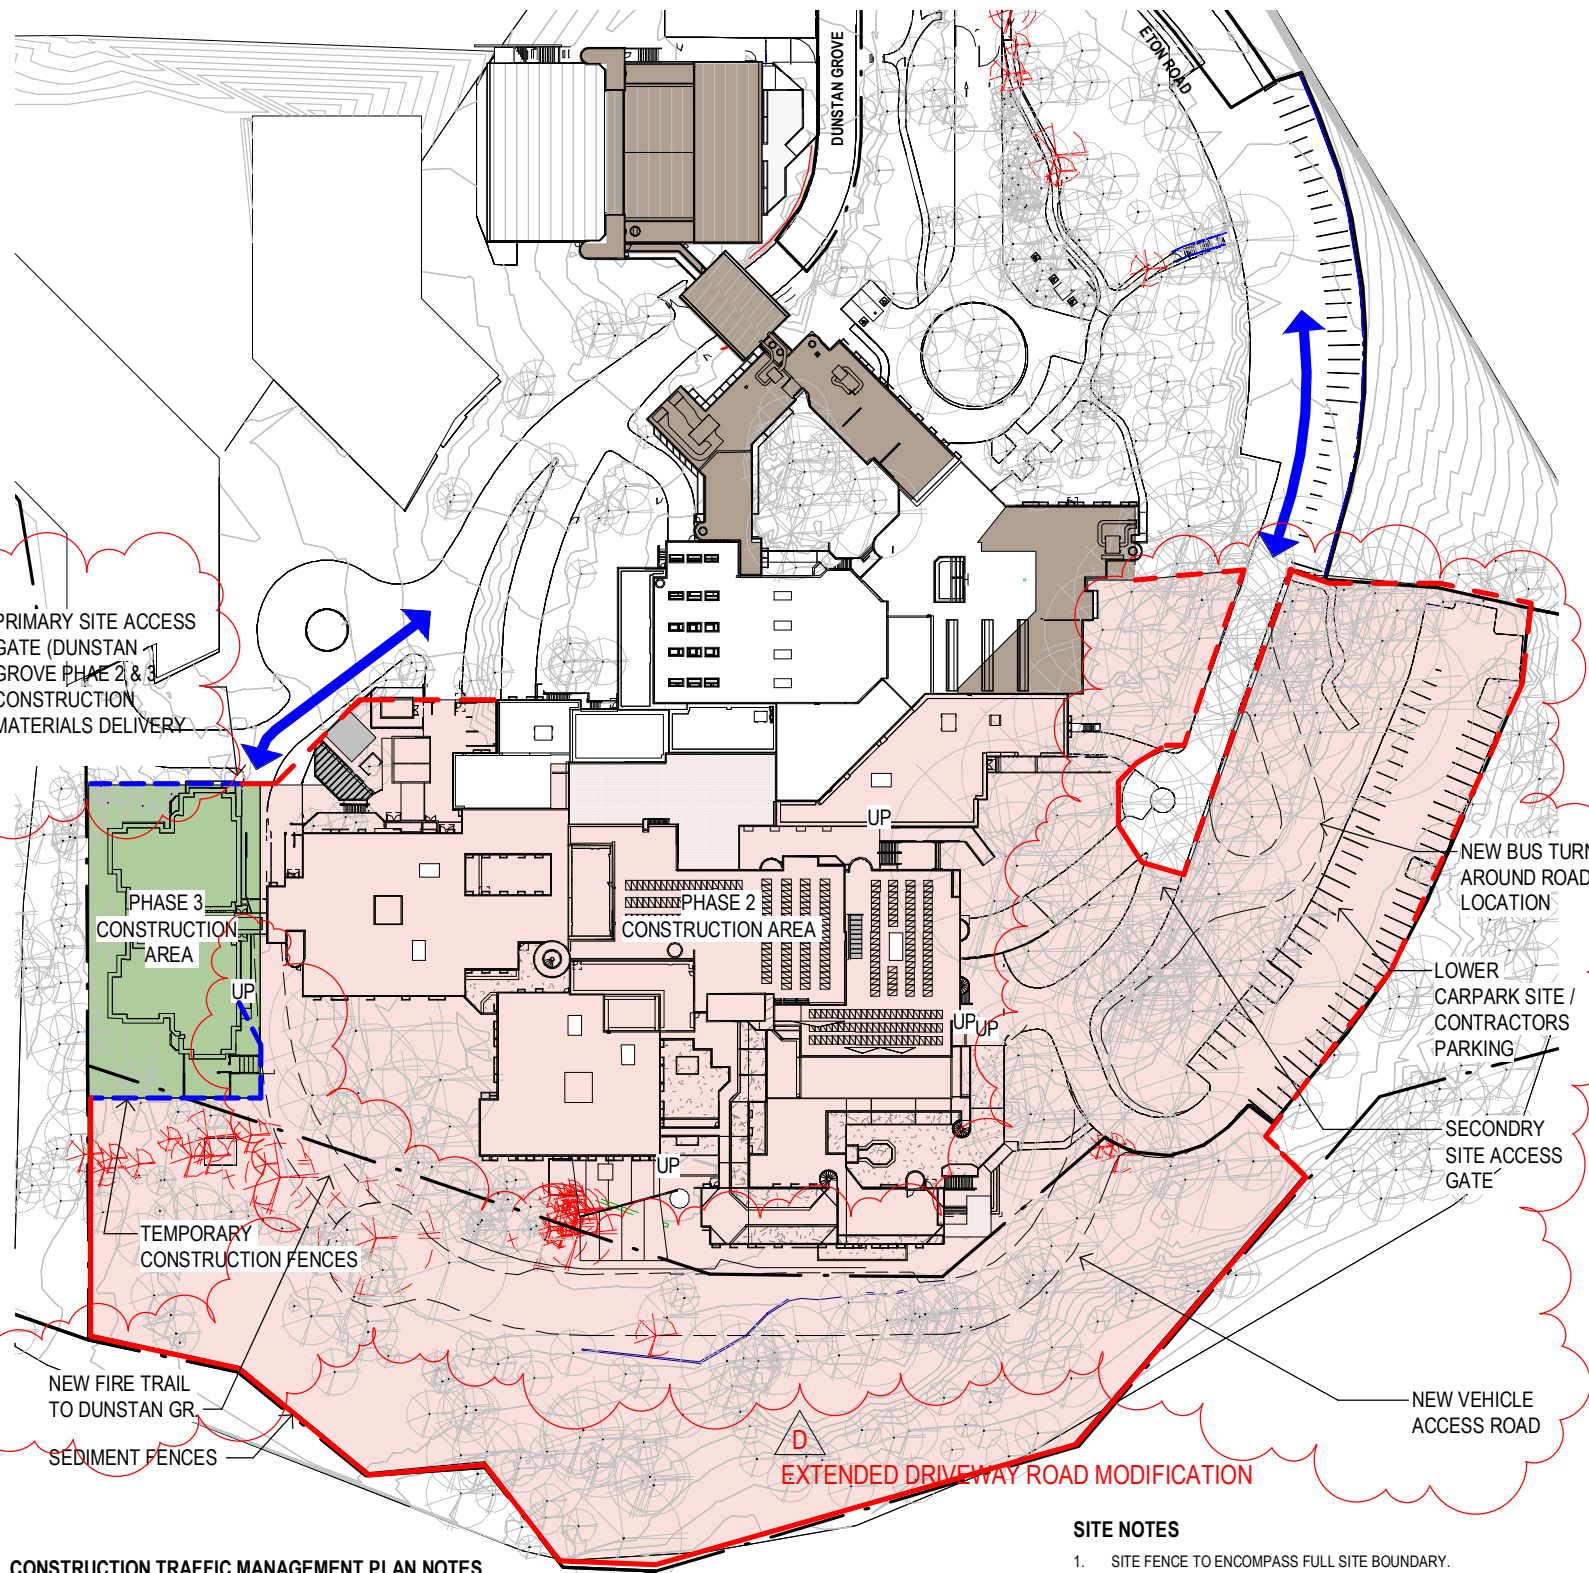 DUNSTAN GROVE
ETON ROAD
PRIMARY SITE ACCESS
GATE (DUNSTAN
GROVE PHAE 2 & 3
CONSTRUCTION
MATERIALS DELIVERY
UP
PHASE 3
CONSTRUCTION
AREA
PHASE 2
CONSTRUCTION AREA
NEW BUS TURN
AROUND ROAD
LOCATION
UP
LOWER
CARPARK SITE /
CONTRACTORS
PARKING
UP
UP
SECONDRY
SITE ACCESS
GATE
UP
TEMPORARY
CONSTRUCTION FENCES
NEW FIRE TRAIL
TO DUNSTAN GR.
NEW VEHICLE
ACCESS ROAD
SEDIMENT FENCES
D
EXTENDED DRIVEWAY ROAD MODIFICATION
SITE NOTES
1. SITE FENCE TO ENCOMPASS FULL SITE BOUNDARY.
CONSTRUCTION TRAFFIC MANAGEMENT PLAN NOTES